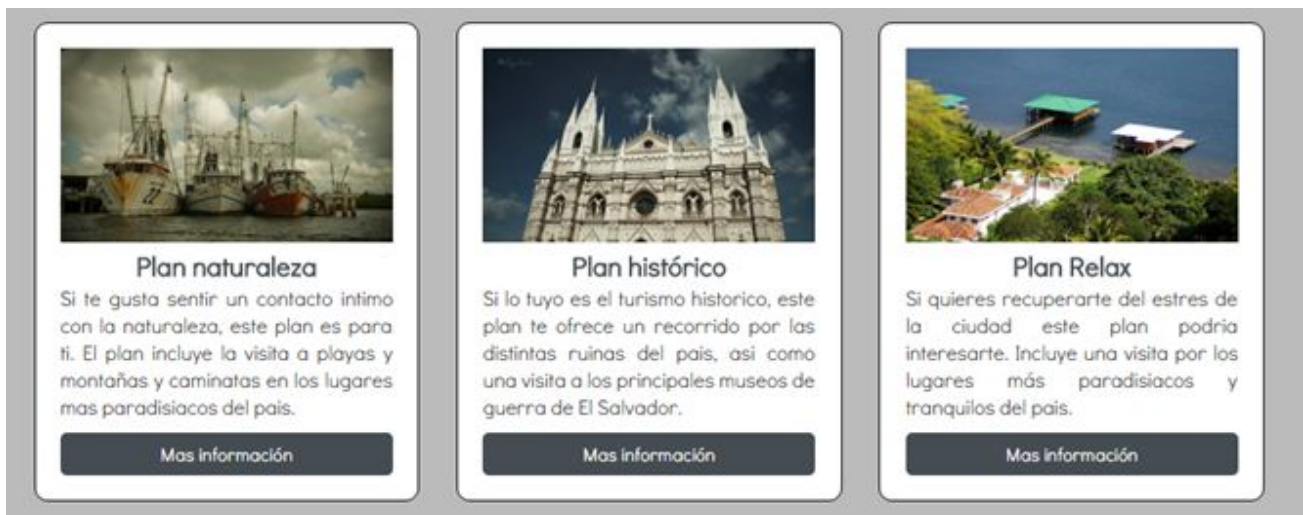 Plan naturaleza
Si te gusta sentir un contacto intimo
con la naturaleza, este plan es para
ti. El plan incluye la visita a playas y
montañas y caminatas en los lugares
mas paradisiacos del pais.
Mas información
Plan histórico
Si lo tuyo es el turismo historico, este
plan te ofrece un recorrido por las
distintas ruinas del pais, asi como
una visita a los principales museos de
guerra de El Salvador.
Mas información
Plan Relax
Si quieres recuperarte del estres de
la ciudad este plan podria
interesarte. Incluye una visita por los
lugares más paradisiacos y
tranquilos del pais.
Mas información